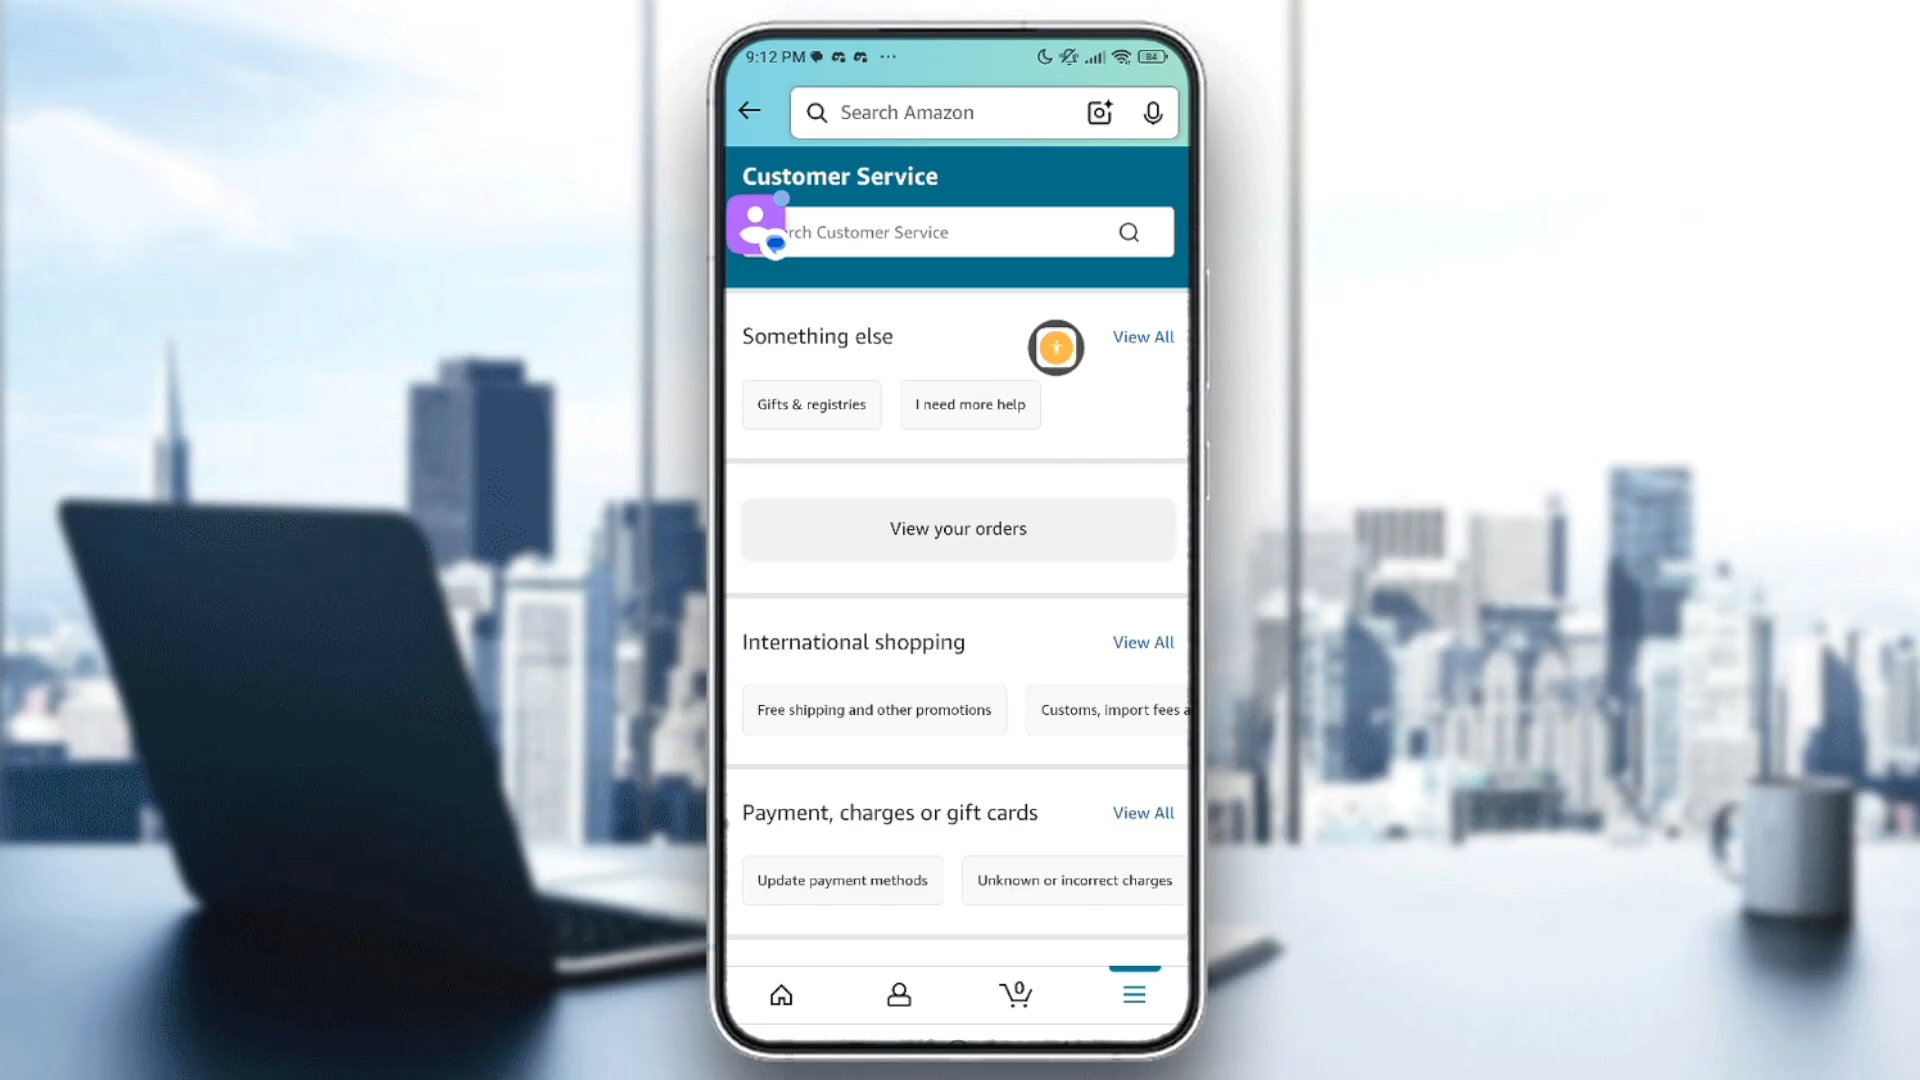 9:12 PM
84
Search Amazon
Customer Service
rch Customer Service
Something else
View All
Gifts & registries
I need more help
View your orders
International shopping
View All
Free shipping and other promotions
Customs, import fees a
Payment, charges or gift cards
View All
Update payment methods
Unknown or incorrect charges
0